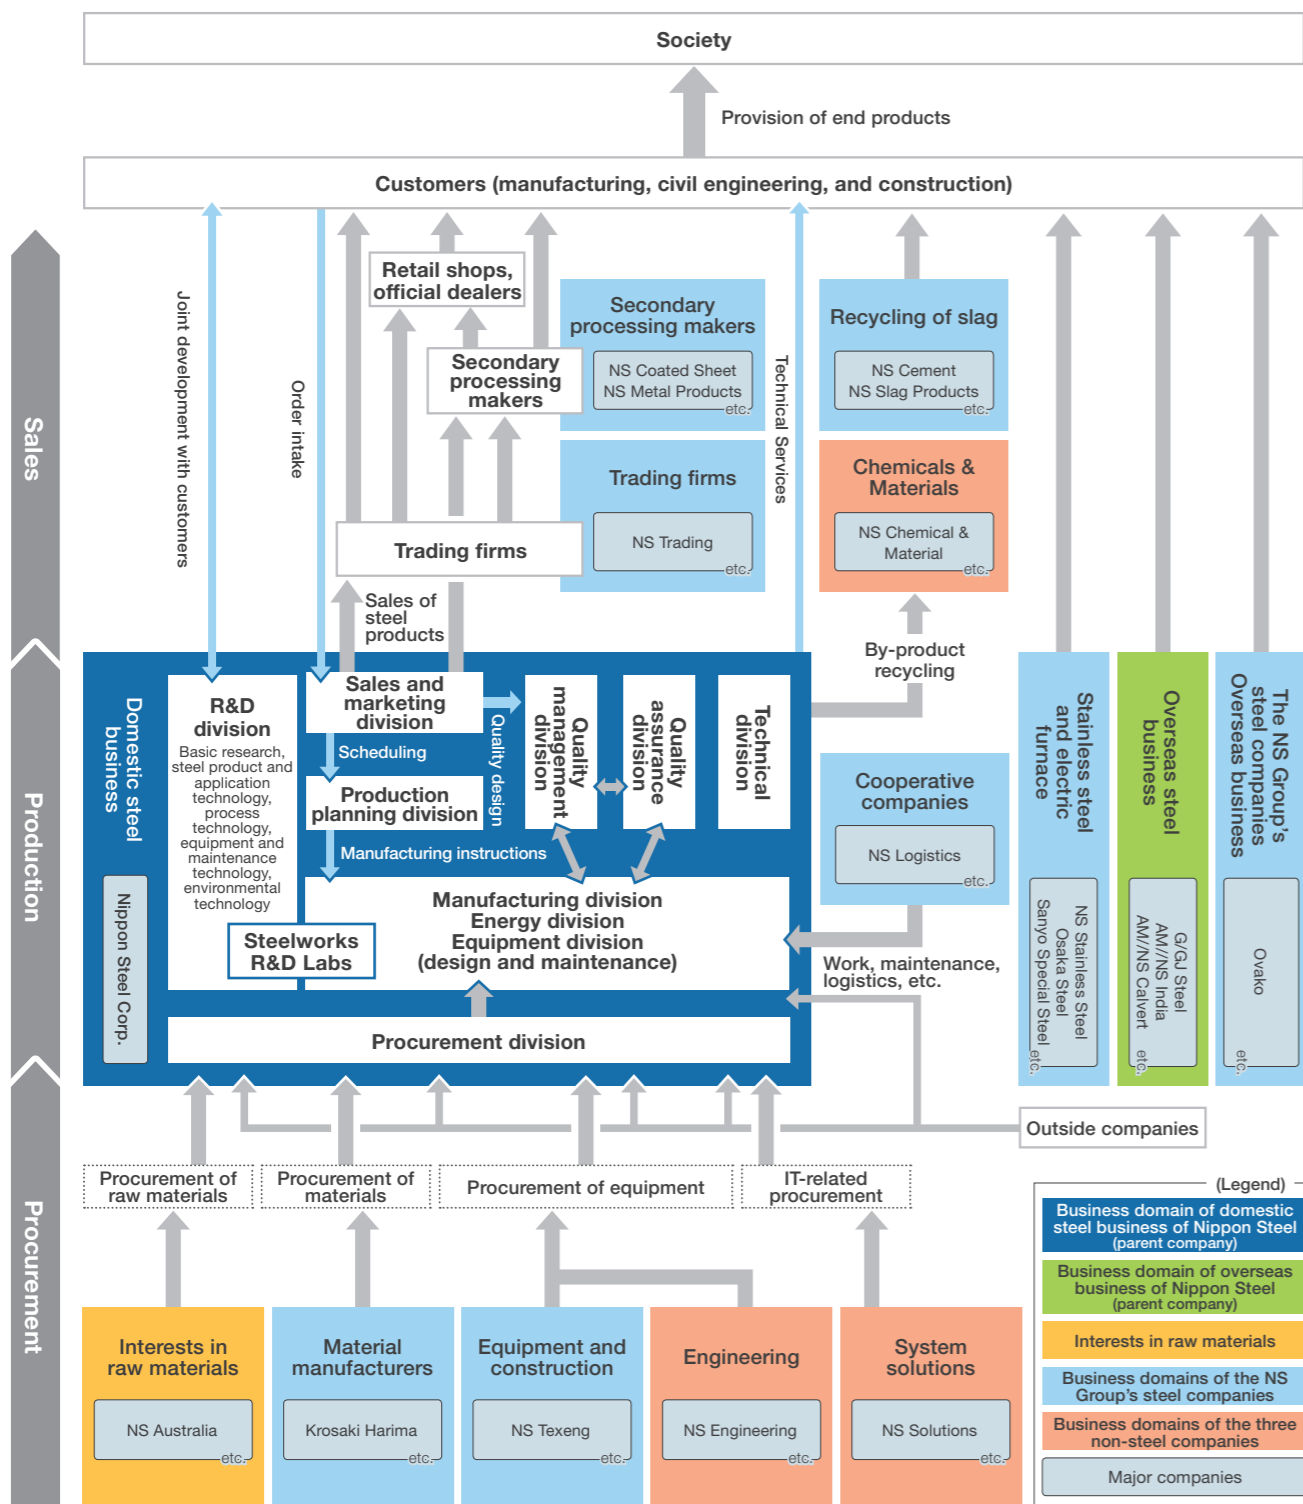 Society
Provision of end products
Customers (manufacturing, civil engineering, and construction)
Sales
Joint development with customers
Order intake
Retail shops,
official dealers
Secondary
processing
makers
Trading firms
Sales of
steel
products
Secondary
processing makers
NS Coated Sheet
NS Metal Products
etc.
Trading firms
NS Trading
etc.
Technical Services
Recycling of slag
NS Cement
NS Slag Products
etc.
Chemicals &
Materials
NS Chemical &
Material
etc.
By-product
recycling
Production
Domestic steel
business
Nippon Steel Corp.
R&D
division
Basic research,
steel product and
application
technology,
process
technology,
equipment and
maintenance
technology,
environmental
technology
Sales and
marketing
division
Scheduling
Quality design
Production
planning division
Manufacturing instructions
Quality
management
division
Quality
assurance
division
Technical
division
Steelworks
R&D Labs
Manufacturing division
Energy division
Equipment division
(design and maintenance)
Procurement division
Cooperative
companies
NS Logistics
etc.
Work, maintenance,
logistics, etc.
Stainless steel
and electric
furnace
NS Stainless Steel
Osaka Steel
Sanyo Special Steel
etc.
Overseas steel
business
G/GJ Steel
AM//NS India
AM//NS Calvert
etc.
The NS Group's
steel companies
Overseas business
Ovako
etc.
Outside companies
Procurement
Procurement of
raw materials
Procurement of
materials
Procurement of equipment
IT-related
procurement
Interests in
raw materials
NS Australia
etc.
Material
manufacturers
Krosaki Harima
etc.
Equipment and
construction
NS Texeng
etc.
Engineering
NS Engineering
etc.
System
solutions
NS Solutions
etc.
(Legend)
Business domain of domestic
steel business of Nippon Steel
(parent company)
Business domain of overseas
business of Nippon Steel
(parent company)
Interests in raw materials
Business domains of the NS
Group's steel companies
Business domains of the three
non-steel companies
Major companies